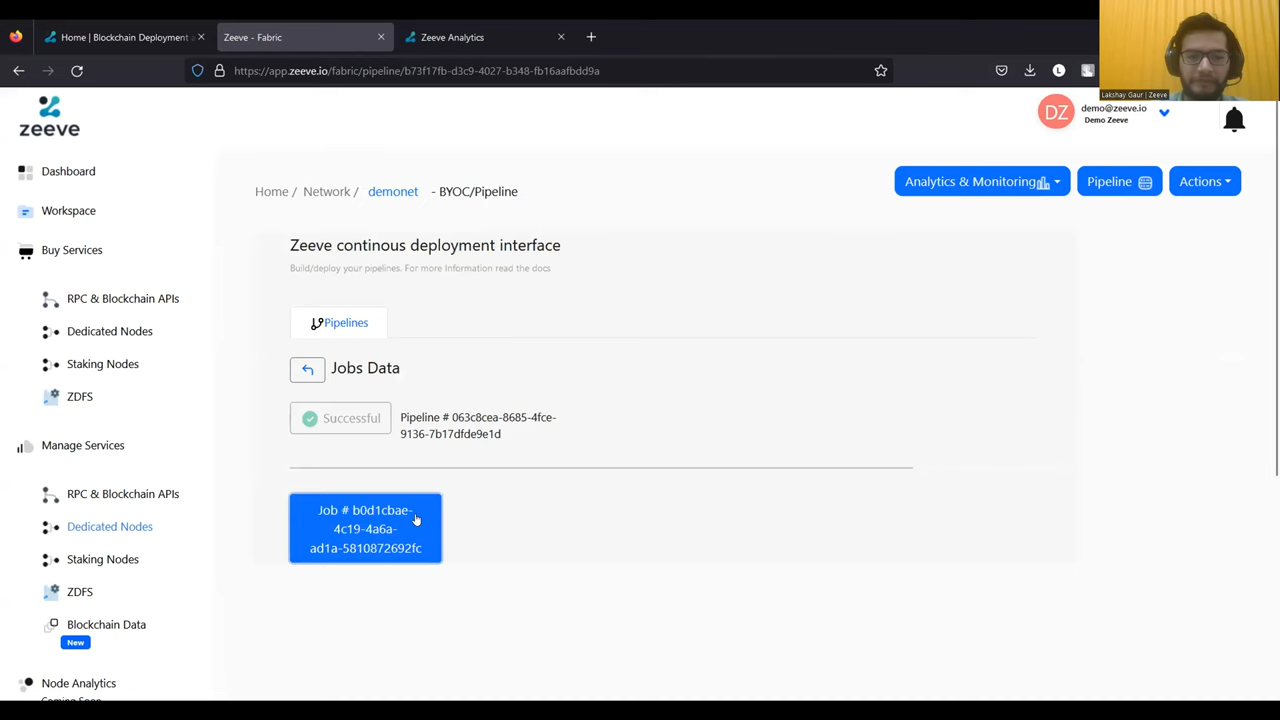 Home | Blockchain Deployment
Zeeve - Fabric
Zeeve Analytics
https://app.zeeve.io/fabric/pipeline/b73f17fb-d3c9-4027-b348-fb16aafbdd9a
L
Lakshay Gaur | Zeeve
zeeve
DZ
demo@zeeve.io
Demo Zeeve
Dashboard
Workspace
Buy Services
RPC & Blockchain APIs
Dedicated Nodes
Staking Nodes
ZDFS
Manage Services
RPC & Blockchain APIs
Dedicated Nodes
Staking Nodes
ZDFS
Blockchain Data
New
Node Analytics
Coming Soon
Home / Network / demonet - BYOC/Pipeline
Analytics & Monitoring
Pipeline
Actions
Zeeve continous deployment interface
Build/deploy your pipelines. For more Information read the docs
Pipelines
Jobs Data
Successful
Pipeline # 063c8cea-8685-4fce-
9136-7b17dfde9e1d
Job # b0d1cbae-
4c19-4a6a-
ad1a-5810872692fc